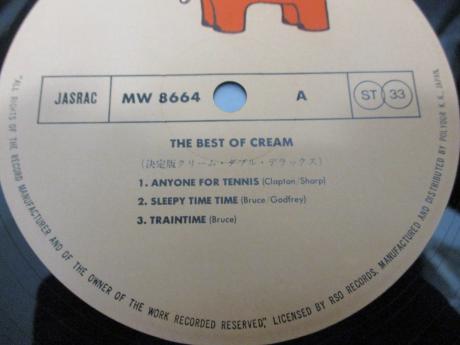 JASRAC MW 8664 A ST 33
THE BEST OF CREAM
(決定版クリーム・ダブル・デラックス)
1. ANYONE FOR TENNIS (Clapton/Sharp)
2. SLEEPY TIME TIME (Bruce/Godfrey)
3. TRAINTIME (Bruce)
"ALL RIGHTS OF THE RECORD MANUFACTURER AND OF THE OWNER OF THE WORK RECORDED RESERVED," LICENSED BY RSO RECORDS. MANUFACTURED AND DISTRIBUTED BY POLYDOR K. K., JAPAN.